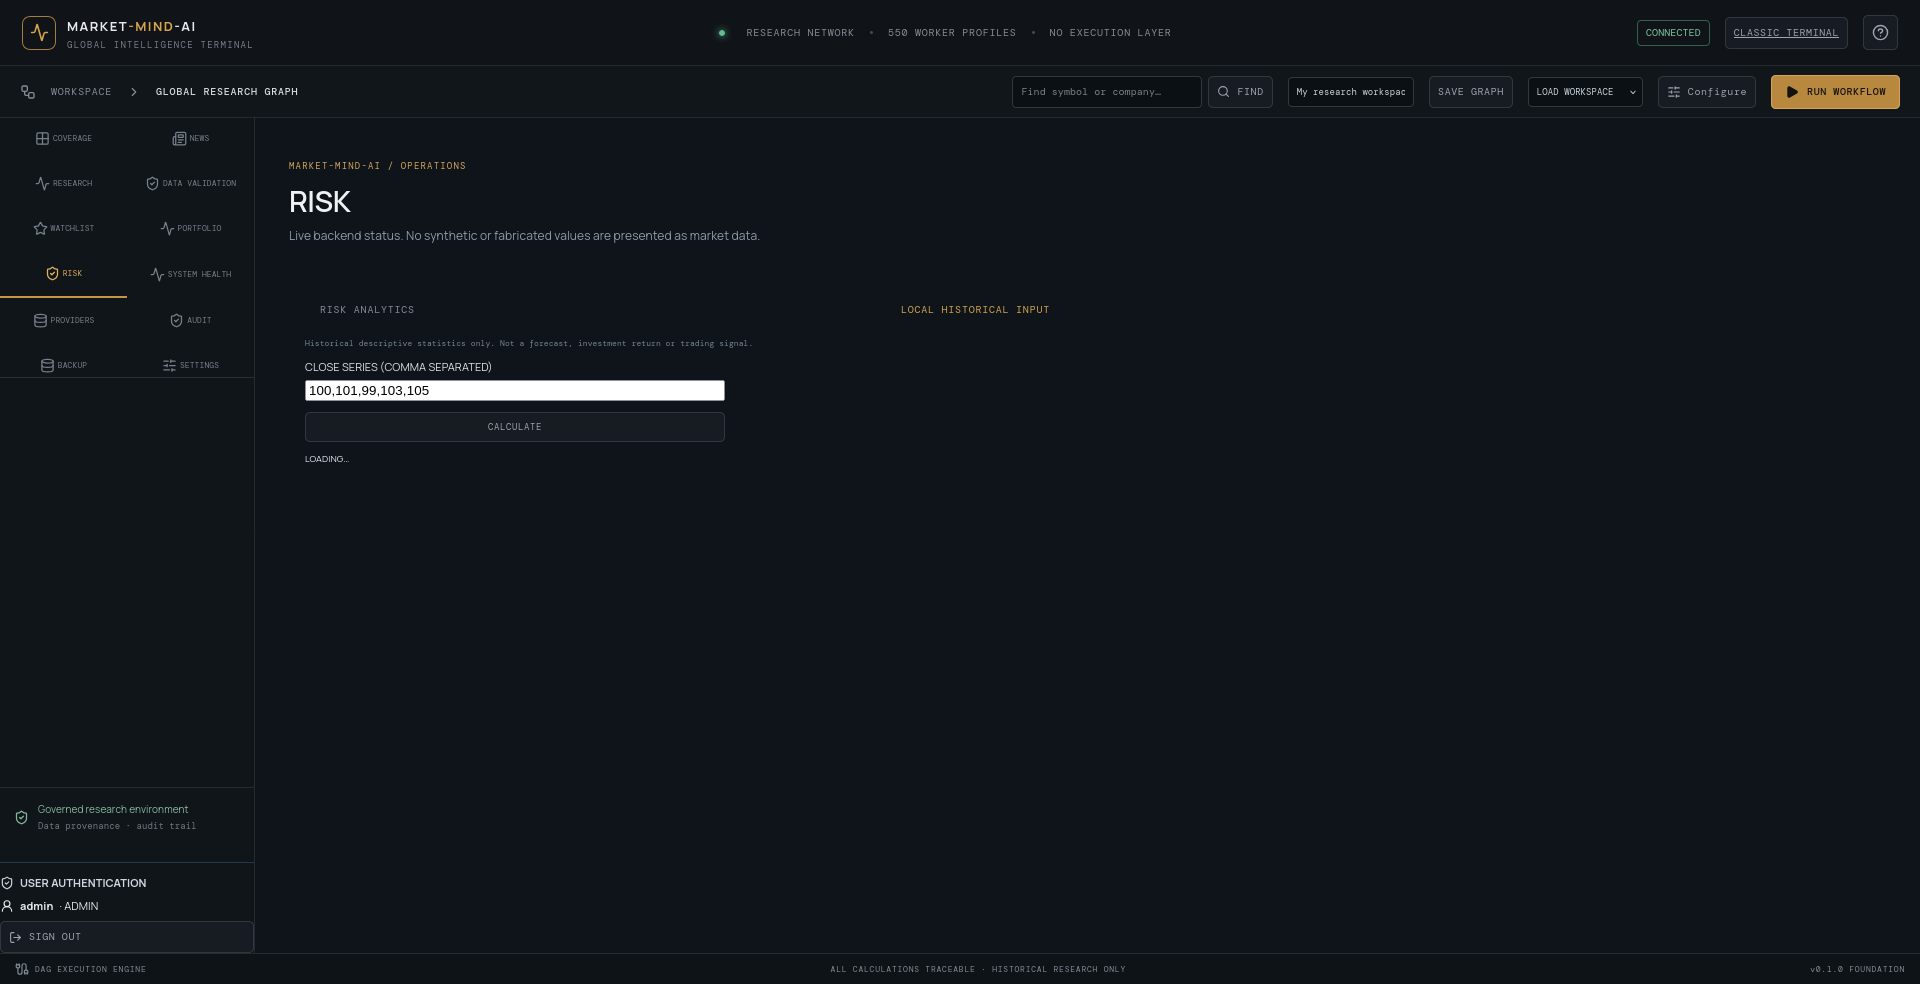 MARKET-MIND-AI
GLOBAL INTELLIGENCE TERMINAL
RESEARCH NETWORK • 550 WORKER PROFILES • NO EXECUTION LAYER
CONNECTED
CLASSIC TERMINAL
WORKSPACE > GLOBAL RESEARCH GRAPH
Find symbol or company…
FIND
My research workspac
SAVE GRAPH
LOAD WORKSPACE
Configure
RUN WORKFLOW
COVERAGE
NEWS
RESEARCH
DATA VALIDATION
WATCHLIST
PORTFOLIO
RISK
SYSTEM HEALTH
PROVIDERS
AUDIT
BACKUP
SETTINGS
MARKET-MIND-AI / OPERATIONS
RISK
Live backend status. No synthetic or fabricated values are presented as market data.
RISK ANALYTICS
LOCAL HISTORICAL INPUT
Historical descriptive statistics only. Not a forecast, investment return or trading signal.
CLOSE SERIES (COMMA SEPARATED)
100,101,99,103,105
CALCULATE
LOADING…
Governed research environment
Data provenance · audit trail
USER AUTHENTICATION
admin · ADMIN
SIGN OUT
DAG EXECUTION ENGINE
ALL CALCULATIONS TRACEABLE · HISTORICAL RESEARCH ONLY
v0.1.0 FOUNDATION